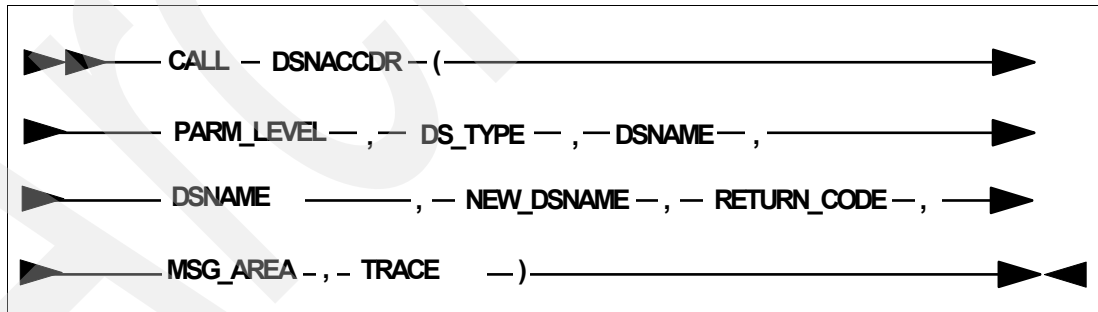 CALL – DSNACCDR – (
PARM_LEVEL — , — DS_TYPE — , — DSNAME — ,
DSNAME — , — NEW_DSNAME — , — RETURN_CODE — ,
MSG_AREA – , – TRACE — )